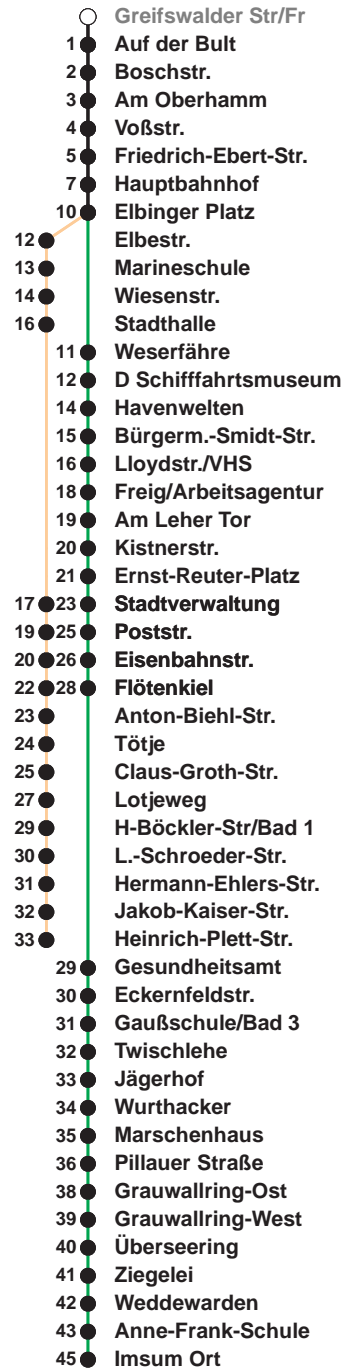 Greifswalder Str/Fr
1 Auf der Bult
2 Boschstr.
3 Am Oberhamm
4 Voßstr.
5 Friedrich-Ebert-Str.
7 Hauptbahnhof
10 Elbinger Platz
12 Elbestr.
13 Marineschule
14 Wiesenstr.
16 Stadthalle
11 Weserfähre
12 D Schifffahrtsmuseum
14 Havenwelten
15 Bürgerm.-Smidt-Str.
16 Lloydstr./VHS
18 Freig/Arbeitsagentur
19 Am Leher Tor
20 Kistnerstr.
21 Ernst-Reuter-Platz
17 23 Stadtverwaltung
19 25 Poststr.
20 26 Eisenbahnstr.
22 28 Flötenkiel
23 Anton-Biehl-Str.
24 Tötje
25 Claus-Groth-Str.
27 Lotjeweg
29 H-Böckler-Str/Bad 1
30 L.-Schroeder-Str.
31 Hermann-Ehlers-Str.
32 Jakob-Kaiser-Str.
33 Heinrich-Plett-Str.
29 Gesundheitsamt
30 Eckernfeldstr.
31 Gaußschule/Bad 3
32 Twischlehe
33 Jägerhof
34 Wurthacker
35 Marschenhaus
36 Pillauer Straße
38 Grauwallring-Ost
39 Grauwallring-West
40 Überseering
41 Ziegelei
42 Weddewarden
43 Anne-Frank-Schule
45 Imsum Ort